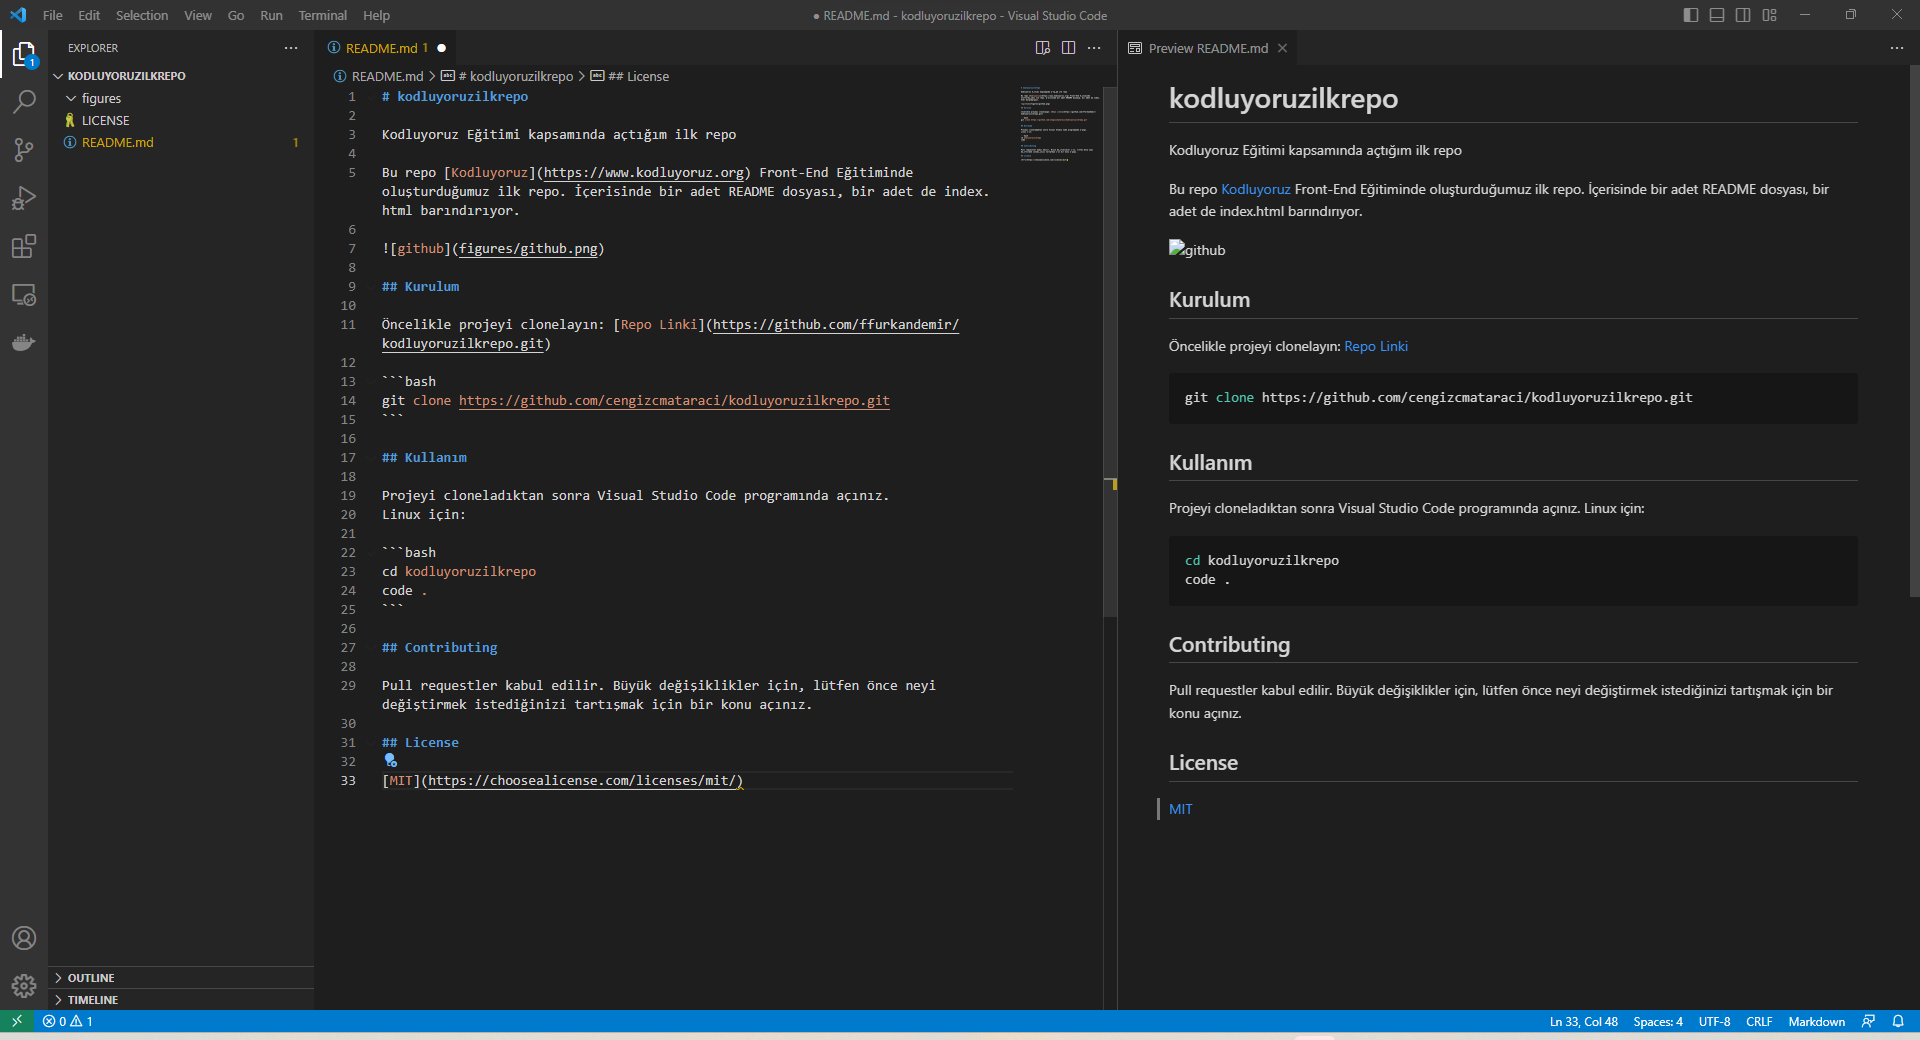 File Edit Selection View Go Run Terminal Help
● README.md - kodluyoruzilkrepo - Visual Studio Code
EXPLORER
KODLUYORUZILKREPO
figures
LICENSE
README.md 1
1
OUTLINE
TIMELINE
README.md 1
README.md > # kodluyoruzilkrepo > ## License
1 # kodluyoruzilkrepo
2
3 Kodluyoruz Eğitimi kapsamında açtığım ilk repo
4
5 Bu repo [Kodluyoruz](https://www.kodluyoruz.org) Front-End Eğitiminde
oluşturduğumuz ilk repo. İçerisinde bir adet README dosyası, bir adet de index.
html barındırıyor.
6
7 ![github](figures/github.png)
8
9 ## Kurulum
10
11 Öncelikle projeyi clonelayın: [Repo Linki](https://github.com/ffurkandemir/
kodluyoruzilkrepo.git)
12
13 ```bash
14 git clone https://github.com/cengizcmataraci/kodluyoruzilkrepo.git
15 ```
16
17 ## Kullanım
18
19 Projeyi cloneladıktan sonra Visual Studio Code programında açınız.
20 Linux için:
21
22 ```bash
23 cd kodluyoruzilkrepo
24 code .
25 ```
26
27 ## Contributing
28
29 Pull requestler kabul edilir. Büyük değişiklikler için, lütfen önce neyi
değiştirmek istediğinizi tartışmak için bir konu açınız.
30
31 ## License
32
33 [MIT](https://choosealicense.com/licenses/mit/)
Preview README.md
kodluyoruzilkrepo
Kodluyoruz Eğitimi kapsamında açtığım ilk repo
Bu repo Kodluyoruz Front-End Eğitiminde oluşturduğumuz ilk repo. İçerisinde bir adet README dosyası, bir
adet de index.html barındırıyor.
github
Kurulum
Öncelikle projeyi clonelayın: Repo Linki
git clone https://github.com/cengizcmataraci/kodluyoruzilkrepo.git
Kullanım
Projeyi cloneladıktan sonra Visual Studio Code programında açınız. Linux için:
cd kodluyoruzilkrepo
code .
Contributing
Pull requestler kabul edilir. Büyük değişiklikler için, lütfen önce neyi değiştirmek istediğinizi tartışmak için bir
konu açınız.
License
MIT
0 1
Ln 33, Col 48 Spaces: 4 UTF-8 CRLF Markdown